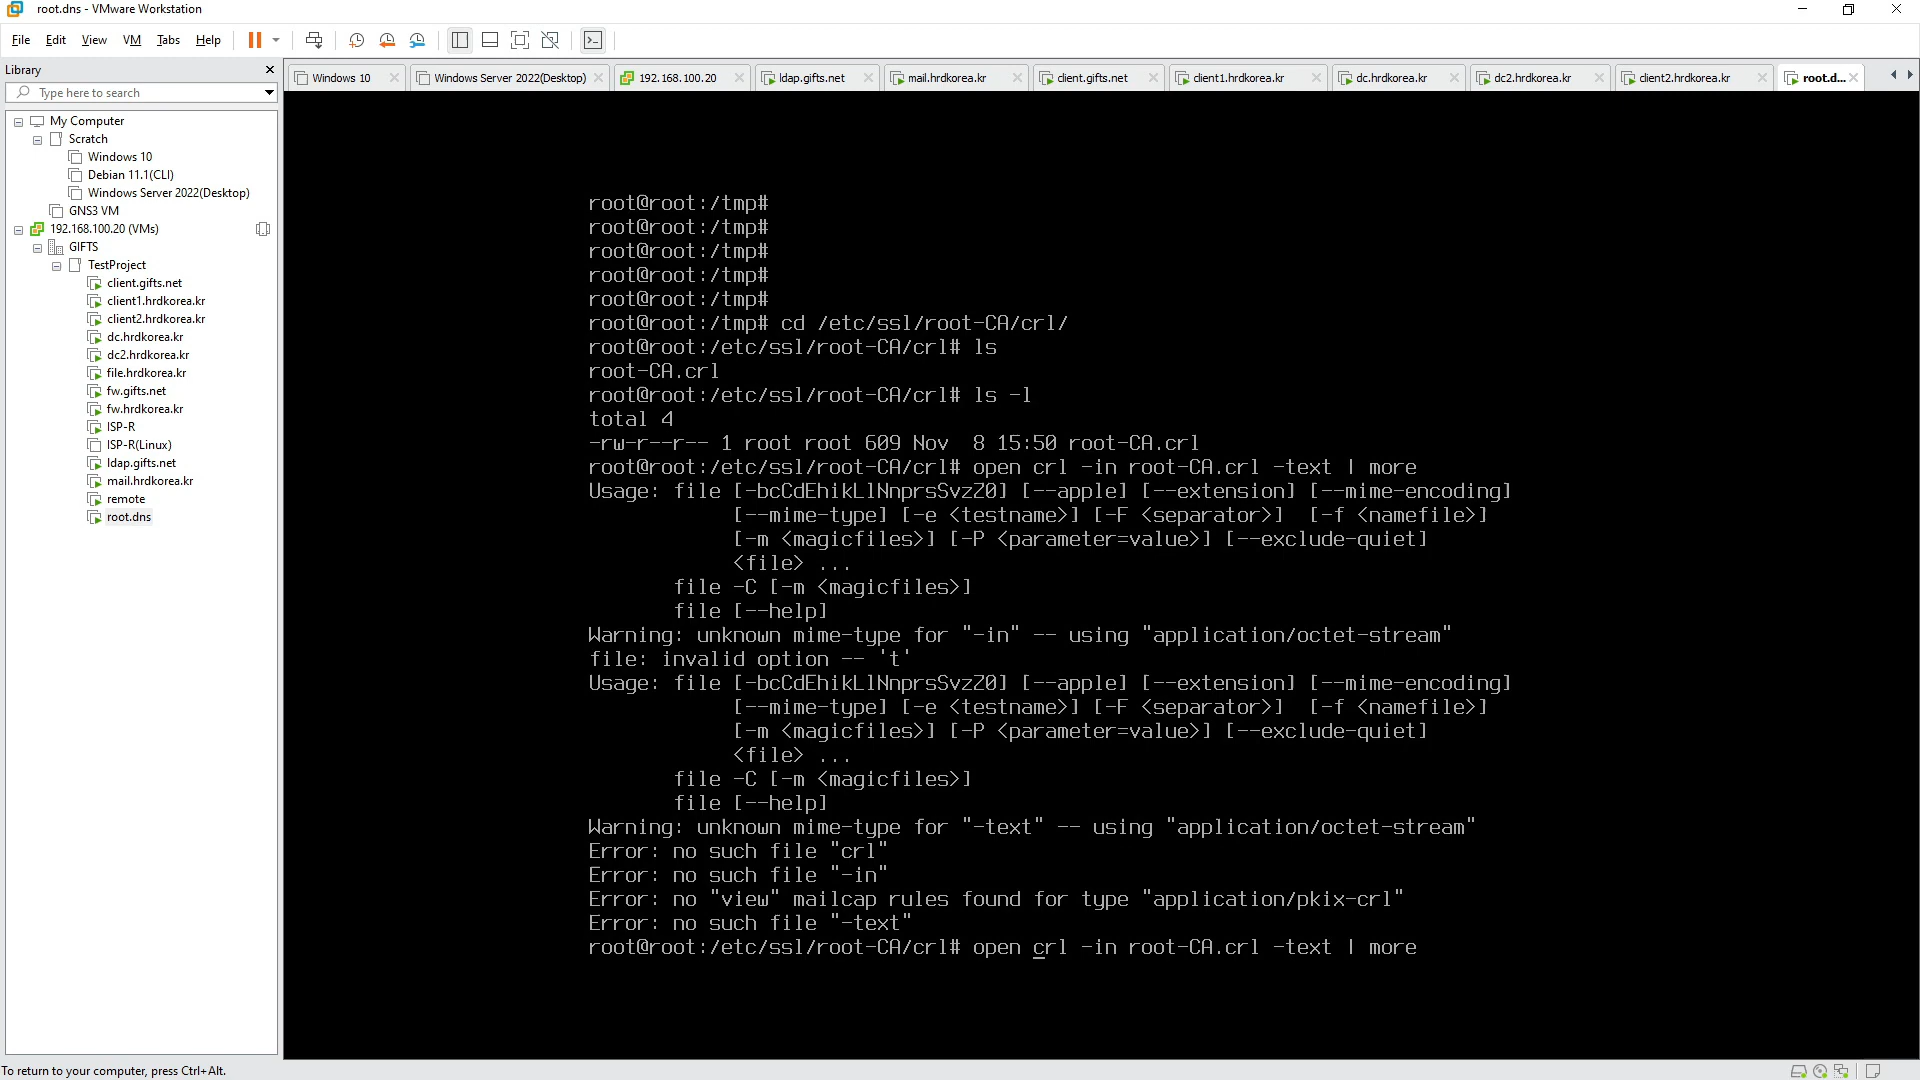 root.dns - VMware Workstation
File Edit View VM Tabs Help
Library
Type here to search
My Computer
Scratch
Windows 10
Debian 11.1(CLI)
Windows Server 2022(Desktop)
GNS3 VM
192.168.100.20 (VMs)
GIFTS
TestProject
client.gifts.net
client1.hrdkorea.kr
client2.hrdkorea.kr
dc.hrdkorea.kr
dc2.hrdkorea.kr
file.hrdkorea.kr
fw.gifts.net
fw.hrdkorea.kr
ISP-R
ISP-R(Linux)
ldap.gifts.net
mail.hrdkorea.kr
remote
root.dns
Windows 10 Windows Server 2022(Desktop) 192.168.100.20 ldap.gifts.net mail.hrdkorea.kr client.gifts.net client1.hrdkorea.kr dc.hrdkorea.kr dc2.hrdkorea.kr client2.hrdkorea.kr root.d...
root@root:/tmp#
root@root:/tmp#
root@root:/tmp#
root@root:/tmp#
root@root:/tmp#
root@root:/tmp# cd /etc/ssl/root-CA/crl/
root@root:/etc/ssl/root-CA/crl# ls
root-CA.crl
root@root:/etc/ssl/root-CA/crl# ls -l
total 4
-rw-r--r-- 1 root root 609 Nov  8 15:50 root-CA.crl
root@root:/etc/ssl/root-CA/crl# open crl -in root-CA.crl -text | more
Usage: file [-bcCdEhikLlNnprsSvzZ0] [--apple] [--extension] [--mime-encoding]
[--mime-type] [-e <testname>] [-F <separator>]  [-f <namefile>]
[-m <magicfiles>] [-P <parameter=value>] [--exclude-quiet]
<file> ...
file -C [-m <magicfiles>]
file [--help]
Warning: unknown mime-type for "-in" -- using "application/octet-stream"
file: invalid option -- 't'
Usage: file [-bcCdEhikLlNnprsSvzZ0] [--apple] [--extension] [--mime-encoding]
[--mime-type] [-e <testname>] [-F <separator>]  [-f <namefile>]
[-m <magicfiles>] [-P <parameter=value>] [--exclude-quiet]
<file> ...
file -C [-m <magicfiles>]
file [--help]
Warning: unknown mime-type for "-text" -- using "application/octet-stream"
Error: no such file "crl"
Error: no such file "-in"
Error: no "view" mailcap rules found for type "application/pkix-crl"
Error: no such file "-text"
root@root:/etc/ssl/root-CA/crl# open crl -in root-CA.crl -text | more
To return to your computer, press Ctrl+Alt.